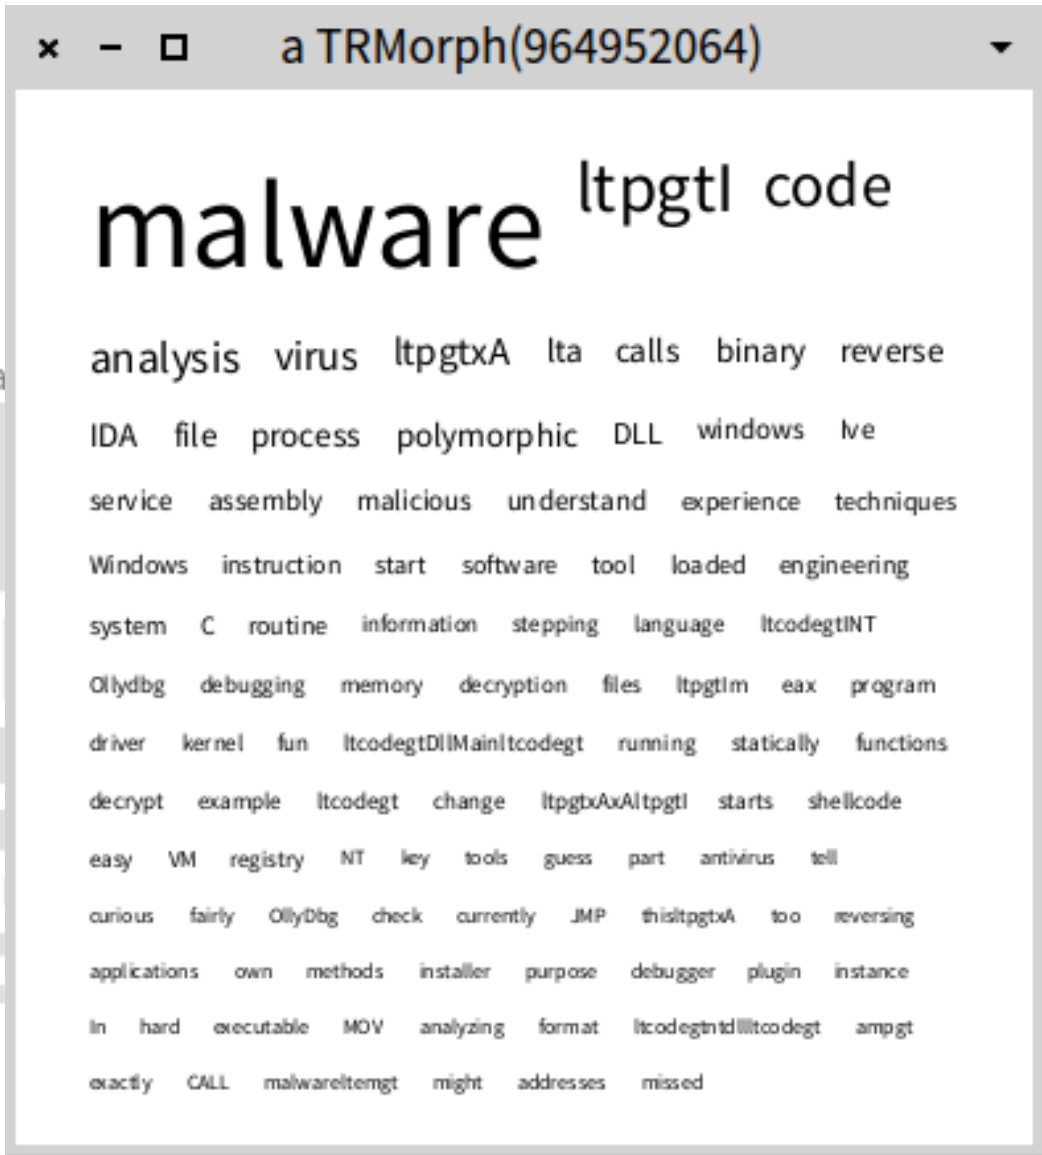 a TRMorph(964952064)
malware ltpgtI code
analysis virus ltpgtxA lta calls binary reverse
IDA file process polymorphic DLL windows Ive
service assembly malicious understand experience techniques
Windows instruction start software tool loaded engineering
system C routine information stepping language ltcodegtINT
Ollydbg debugging memory decryption files ltpgtIm eax program
driver kernel fun ltcodegtDllMainltcodegt running statically functions
decrypt example ltcodegt change ltpgtxAxAltpgtI starts shellcode
easy VM registry NT key tools guess part antivirus tell
curious fairly OllyDbg check currently JMP thisltpgtxA too reversing
applications own methods installer purpose debugger plugin instance
In hard executable MOV analyzing format ltcodegtntdllltcodegt ampgt
exactly CALL malwareltemgt might addresses missed